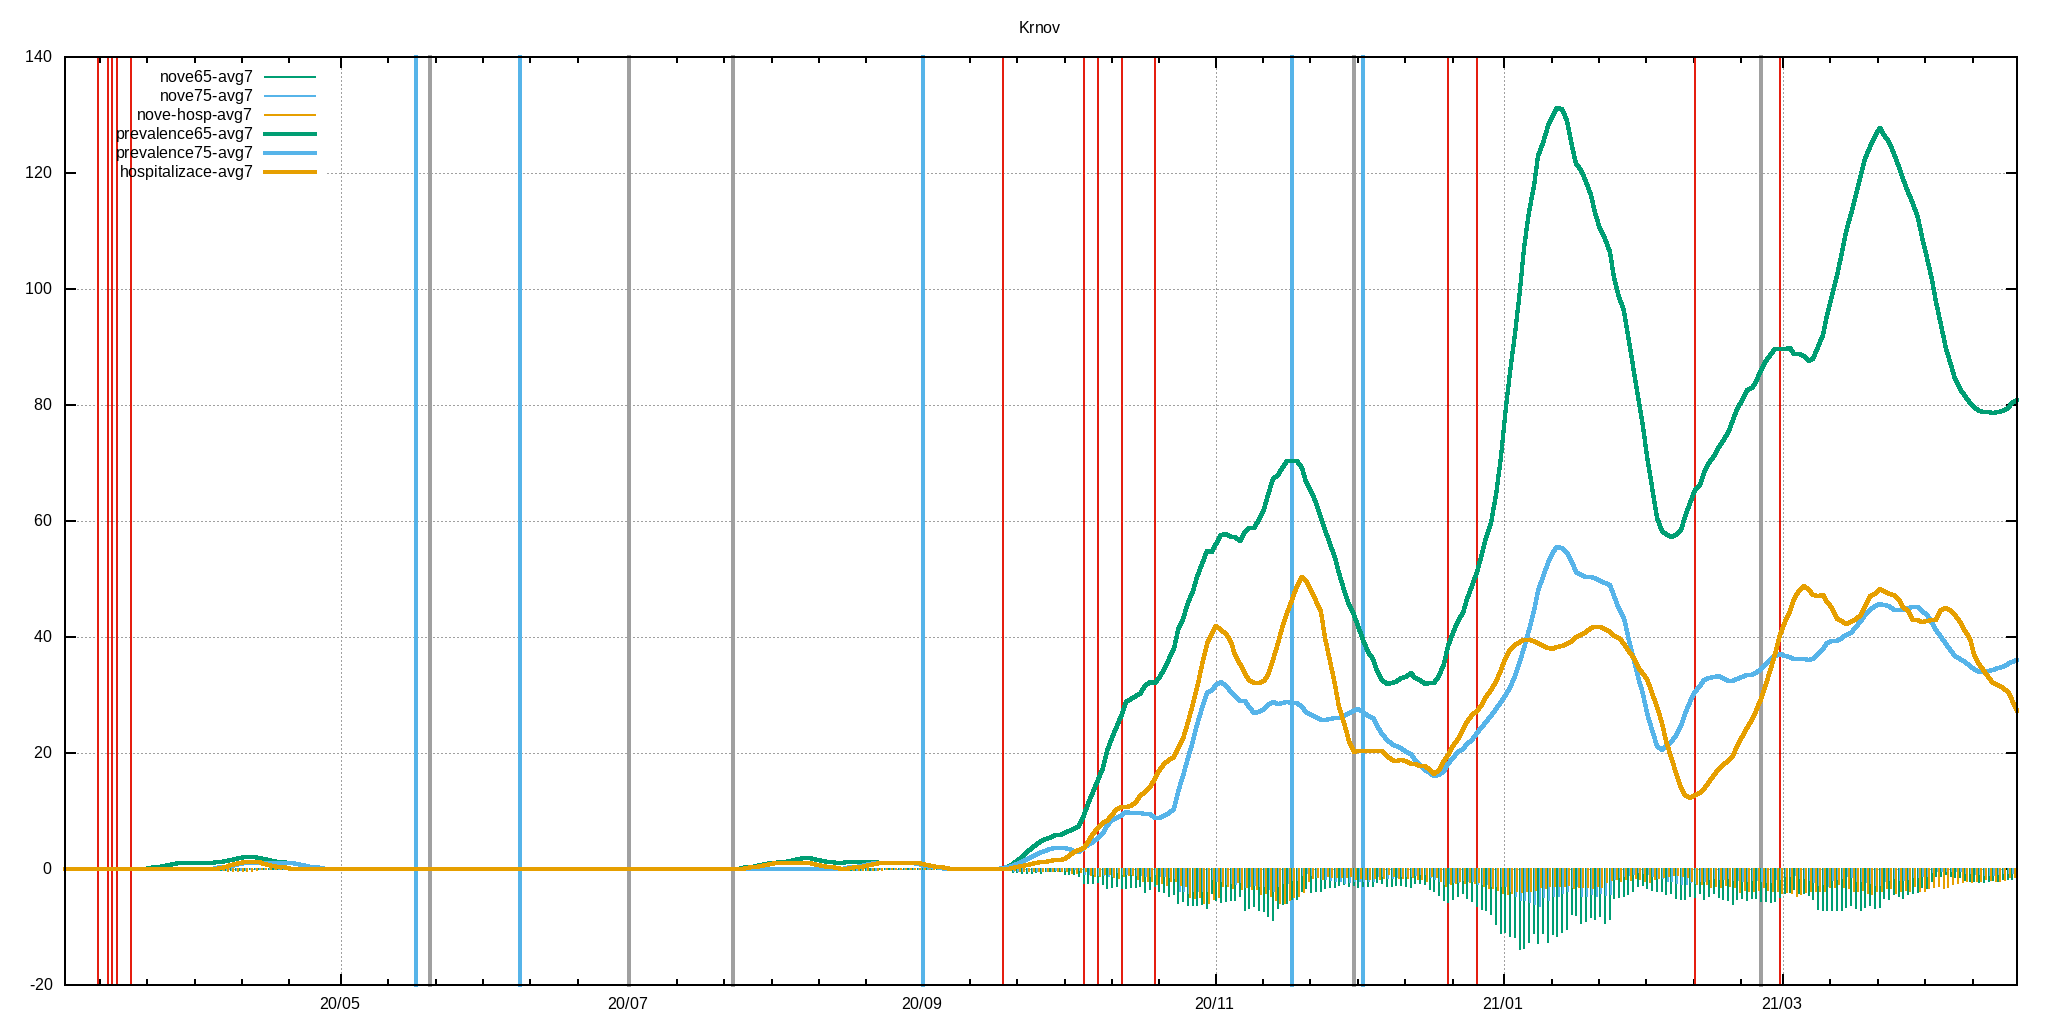 Krnov
140
nove65-avg7
nove75-avg7
nove-hosp-avg7
prevalence65-avg7
prevalence75-avg7
hospitalizace-avg7
120
100
80
60
40
20
0
-20
20/05 20/07 20/09 20/11 21/01 21/03